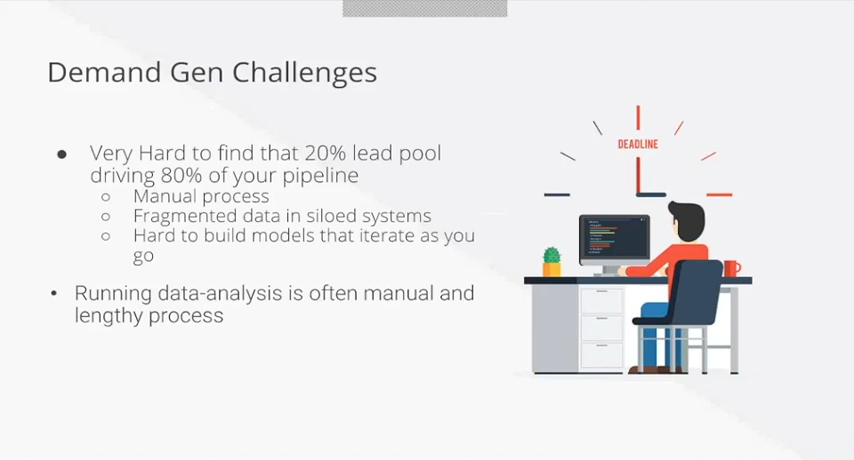 Demand Gen Challenges
● Very Hard to find that 20% lead pool
driving 80% of your pipeline
○ Manual process
○ Fragmented data in siloed systems
○ Hard to build models that iterate as you
go
• Running data-analysis is often manual and
lengthy process
DEADLINE